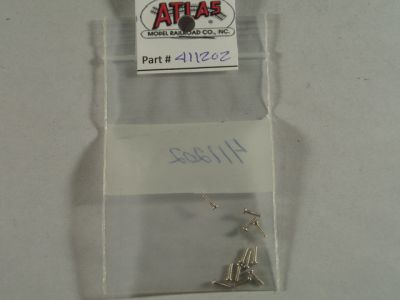 ATLAS
MODEL RAILROAD CO., INC.
Part # 411202
411202